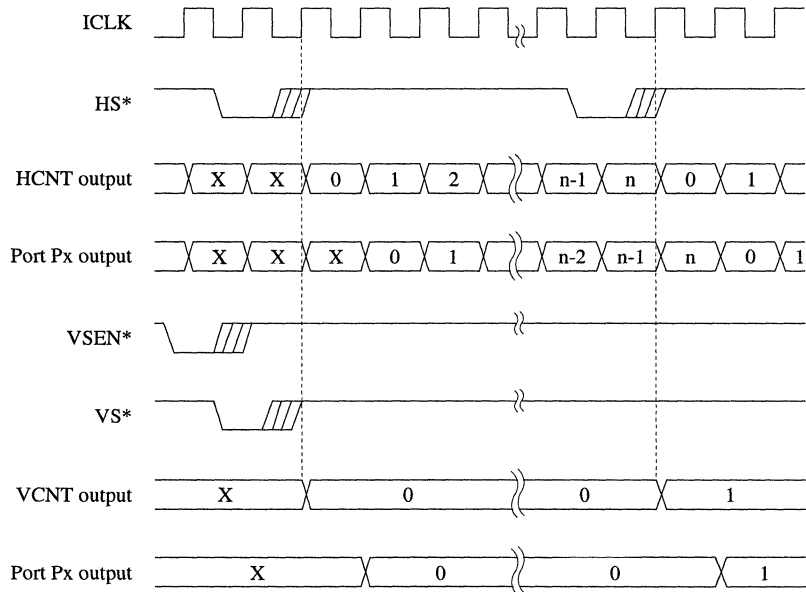 ICLK
HS*
HCNT output X X 0 1 2 n-1 n 0 1
Port Px output X X X 0 1 n-2 n-1 n 0 1
VSEN*
VS*
VCNT output X 0 0 1
Port Px output X 0 0 1